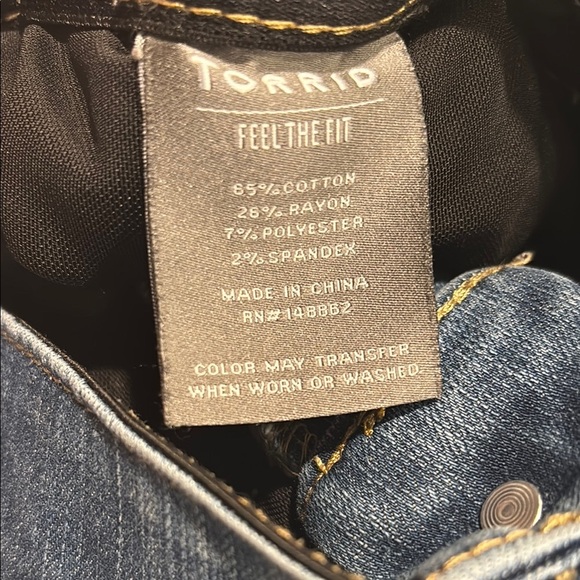 TORRID
FEEL THE FIT
65% COTTON
26% RAYON
7% POLYESTER
2% SPANDEX
MADE IN CHINA
RN# 148862
COLOR MAY TRANSFER
WHEN WORN OR WASHED.